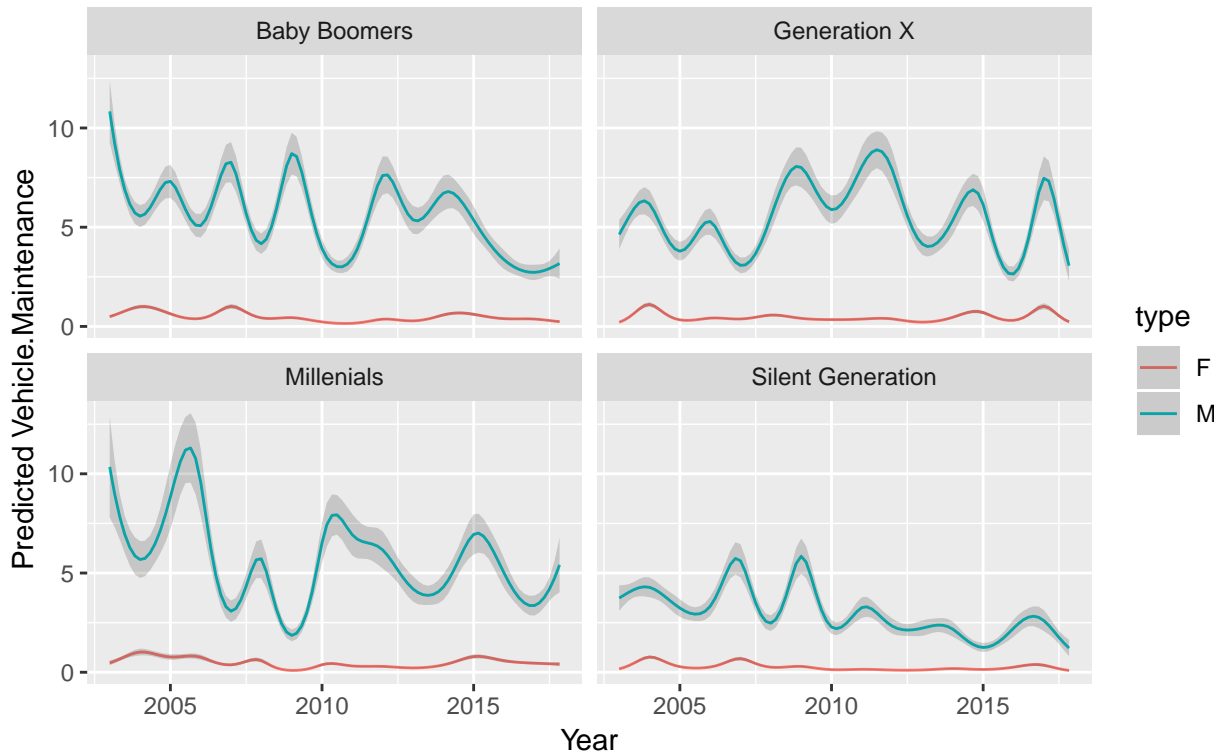 Baby Boomers
Generation X
10
5
0
Millenials
Silent Generation
10
5
0
2005
2010
2015
2005
2010
2015
Year
Predicted Vehicle.Maintenance
type
F
M